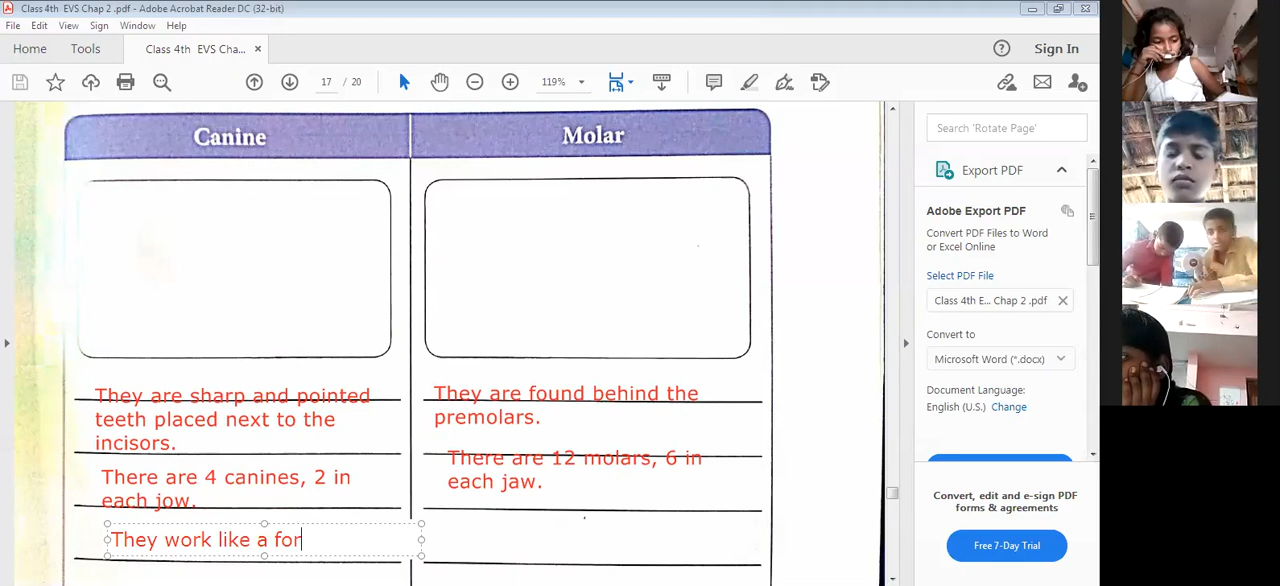 Class 4th EVS Chap 2 .pdf - Adobe Acrobat Reader DC (32-bit)
File Edit View Sign Window Help
Home Tools Class 4th EVS Cha... × Sign In
17 / 20 119%
Search 'Rotate Page'
Export PDF
Adobe Export PDF
Convert PDF Files to Word
or Excel Online
Select PDF File
Class 4th E... Chap 2 .pdf
Convert to
Microsoft Word (*.docx)
Document Language:
English (U.S.) Change
Convert, edit and e-sign PDF
forms & agreements
Free 7-Day Trial
Canine
They are sharp and pointed
teeth placed next to the
incisors.
There are 4 canines, 2 in
each jow.
They work like a for
Molar
They are found behind the
premolars.
There are 12 molars, 6 in
each jaw.